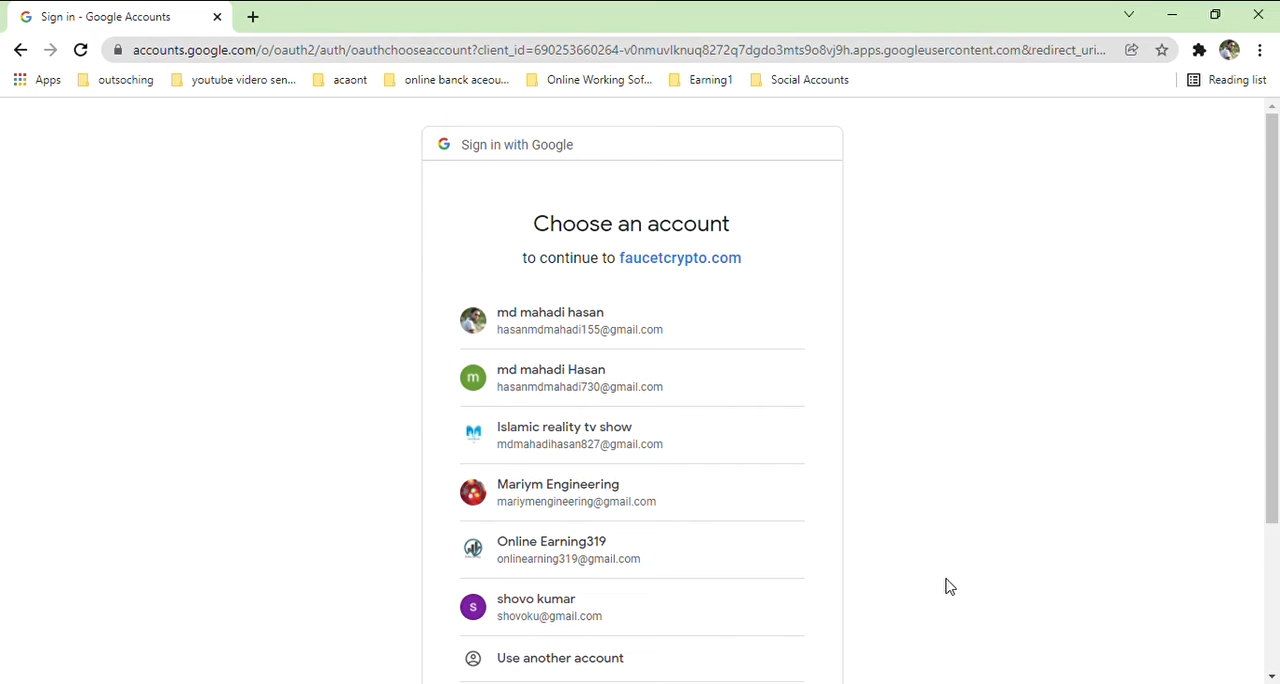 Sign in - Google Accounts
accounts.google.com/o/oauth2/auth/oauthchooseaccount?client_id=690253660264-v0nmuvlknuq8272q7dgdo3mts9o8vj9h.apps.googleusercontent.com&redirect_uri...
Apps outsoching youtube videro sen... acaont online banck aceou... Online Working Sof... Earning1 Social Accounts Reading list
Sign in with Google
Choose an account
to continue to faucetcrypto.com
md mahadi hasan
hasanmdmahadi155@gmail.com
m
md mahadi Hasan
hasanmdmahadi730@gmail.com
Islamic reality tv show
mdmahadihasan827@gmail.com
Mariym Engineering
mariymengineering@gmail.com
Online Earning319
onlinearning319@gmail.com
s
shovo kumar
shovoku@gmail.com
Use another account